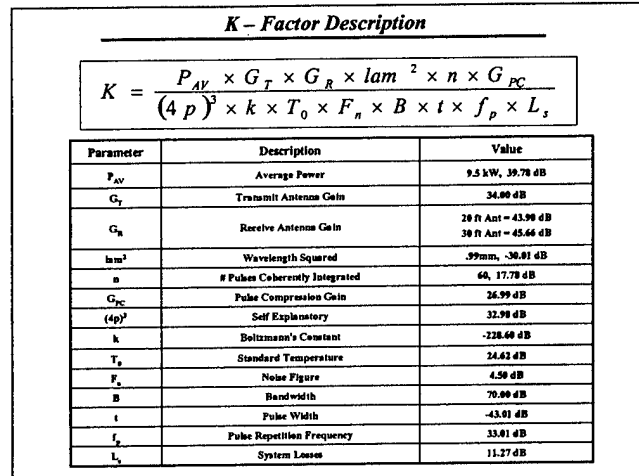 K – Factor Description
K = P_AV × G_T × G_R × lam ² × n × G_PC
(4 p)³ × k × T_0 × F_n × B × t × f_p × L_s
Parameter Description Value
P_AV Average Power 9.5 kW, 39.78 dB
G_T Transmit Antenna Gain 34.00 dB
20 ft Ant = 43.90 dB
G_R Receive Antenna Gain
30 ft Ant = 45.66 dB
lam² Wavelength Squared .99mm, -30.01 dB
n # Pulses Coherently Integrated 60, 17.78 dB
G_PC Pulse Compression Gain 26.99 dB
(4p)³ Self Explanatory 32.98 dB
k Boltzmann's Constant -228.60 dB
T_0 Standard Temperature 24.62 dB
F_n Noise Figure 4.50 dB
B Bandwidth 70.00 dB
t Pulse Width -43.01 dB
f_p Pulse Repetition Frequency 33.01 dB
L_s System Losses 11.27 dB